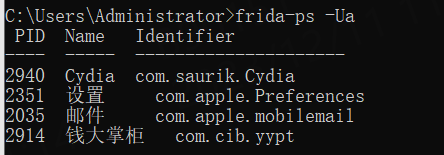 C:\Users\Administrator>frida-ps -Ua
PID Name Identifier
---- ----- ---------------------
2940 Cydia com.saurik.Cydia
2351 设置 com.apple.Preferences
2035 邮件 com.apple.mobilemail
2914 钱大掌柜 com.cib.yypt